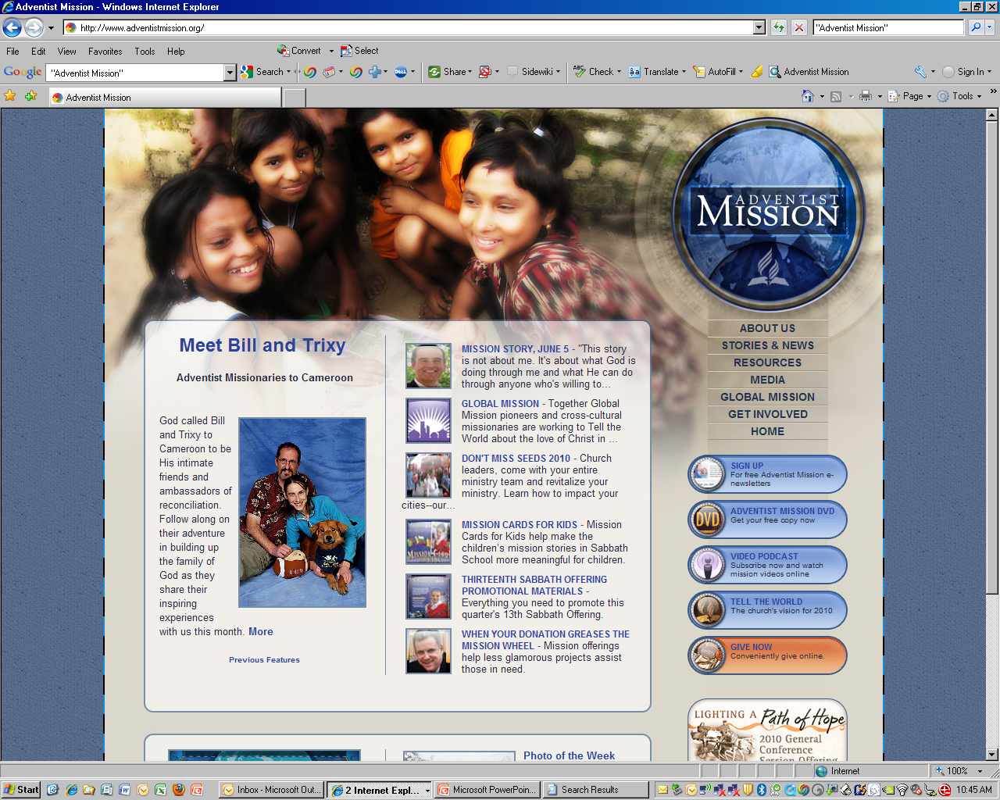 Adventist Mission - Windows Internet Explorer
http://www.adventistmission.org/
"Adventist Mission"
File Edit View Favorites Tools Help
Convert Select
Google "Adventist Mission" Search Share Sidewiki Check Translate AutoFill Adventist Mission Sign In
Adventist Mission
Page Tools
ADVENTIST
MISSION
ABOUT US
STORIES & NEWS
RESOURCES
MEDIA
GLOBAL MISSION
GET INVOLVED
HOME
Meet Bill and Trixy
Adventist Missionaries to Cameroon
God called Bill
and Trixy to
Cameroon to be
His intimate
friends and
ambassadors of
reconciliation.
Follow along on
their adventure
in building up
the family of
God as they
share their
inspiring
experiences
with us this month. More
Previous Features
MISSION STORY, JUNE 5 - "This story
is not about me. It's about what God is
doing through me and what He can do
through anyone who's willing to...
GLOBAL MISSION - Together Global
Mission pioneers and cross-cultural
missionaries are working to Tell the
World about the love of Christ in ...
DON'T MISS SEEDS 2010 - Church
leaders, come with your entire
ministry team and revitalize your
ministry. Learn how to impact your
cities--our...
MISSION CARDS FOR KIDS - Mission
Cards for Kids help make the
children's mission stories in Sabbath
School more meaningful for children.
THIRTEENTH SABBATH OFFERING
PROMOTIONAL MATERIALS -
Everything you need to promote this
quarter's 13th Sabbath Offering.
WHEN YOUR DONATION GREASES THE
MISSION WHEEL - Mission offerings
help less glamorous projects assist
those in need.
SIGN UP
For free Adventist Mission e-
newsletters
DVD
ADVENTIST MISSION DVD
Get your free copy now
VIDEO PODCAST
Subscribe now and watch
mission videos online
TELL THE WORLD
The church's vision for 2010
GIVE NOW
Conveniently give online.
LIGHTING A Path of Hope
2010 General
Conference
Session Offering
Photo of the Week
Internet 100%
Start Inbox - Microsoft Out... 2 Internet Expl... Microsoft PowerPoin... Search Results 10:45 AM